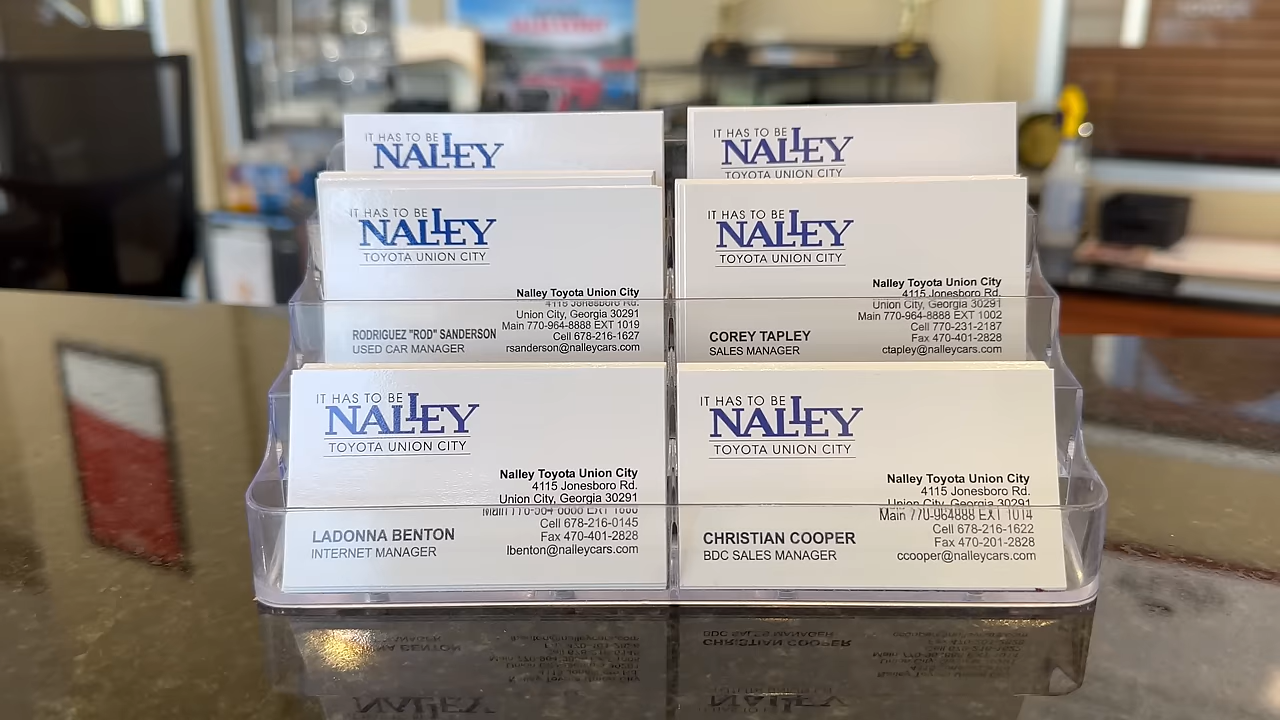 IT HAS TO BE
NALLEY
IT HAS TO BE
NALLEY
TOYOTA UNION CITY
IT HAS TO BE
NALLEY
TOYOTA UNION CITY
Nalley Toyota Union City
4115 Jonesboro Rd.
Union City, Georgia 30291
Main 770-964-8888 EXT 1019
Cell 678-216-1627
rsanderson@nalleycars.com
RODRIGUEZ "ROD" SANDERSON
USED CAR MANAGER
IT HAS TO BE
NALLEY
TOYOTA UNION CITY
Nalley Toyota Union City
4115 Jonesboro Rd.
Union City, Georgia 30291
Main 770-964-8888 EXT 1002
Cell 770-231-2187
Fax 470-401-2828
ctapley@nalleycars.com
COREY TAPLEY
SALES MANAGER
IT HAS TO BE
NALLEY
TOYOTA UNION CITY
Nalley Toyota Union City
4115 Jonesboro Rd.
Union City, Georgia 30291
Main
Cell 678-216-0145
Fax 470-401-2828
lbenton@nalleycars.com
LADONNA BENTON
INTERNET MANAGER
IT HAS TO BE
NALLEY
TOYOTA UNION CITY
Nalley Toyota Union City
4115 Jonesboro Rd.
Union City, Georgia 30291
Main 770-964888 EXT 1014
Cell 678-216-1622
Fax 470-201-2828
ccooper@nalleycars.com
CHRISTIAN COOPER
BDC SALES MANAGER